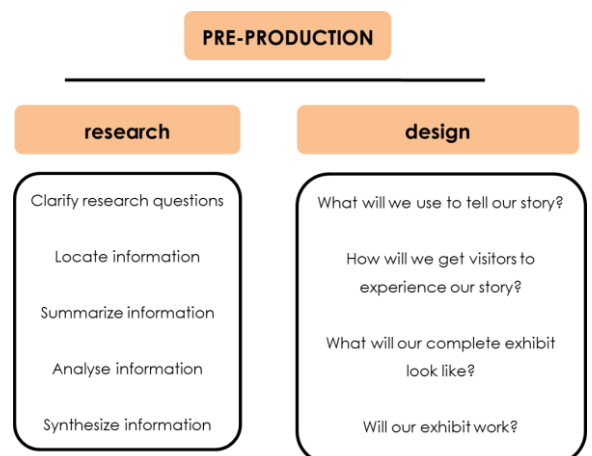 PRE-PRODUCTION
research
Clarify research questions
Locate information
Summarize information
Analyse information
Synthesize information
design
What will we use to tell our story?
How will we get visitors to
experience our story?
What will our complete exhibit
look like?
Will our exhibit work?